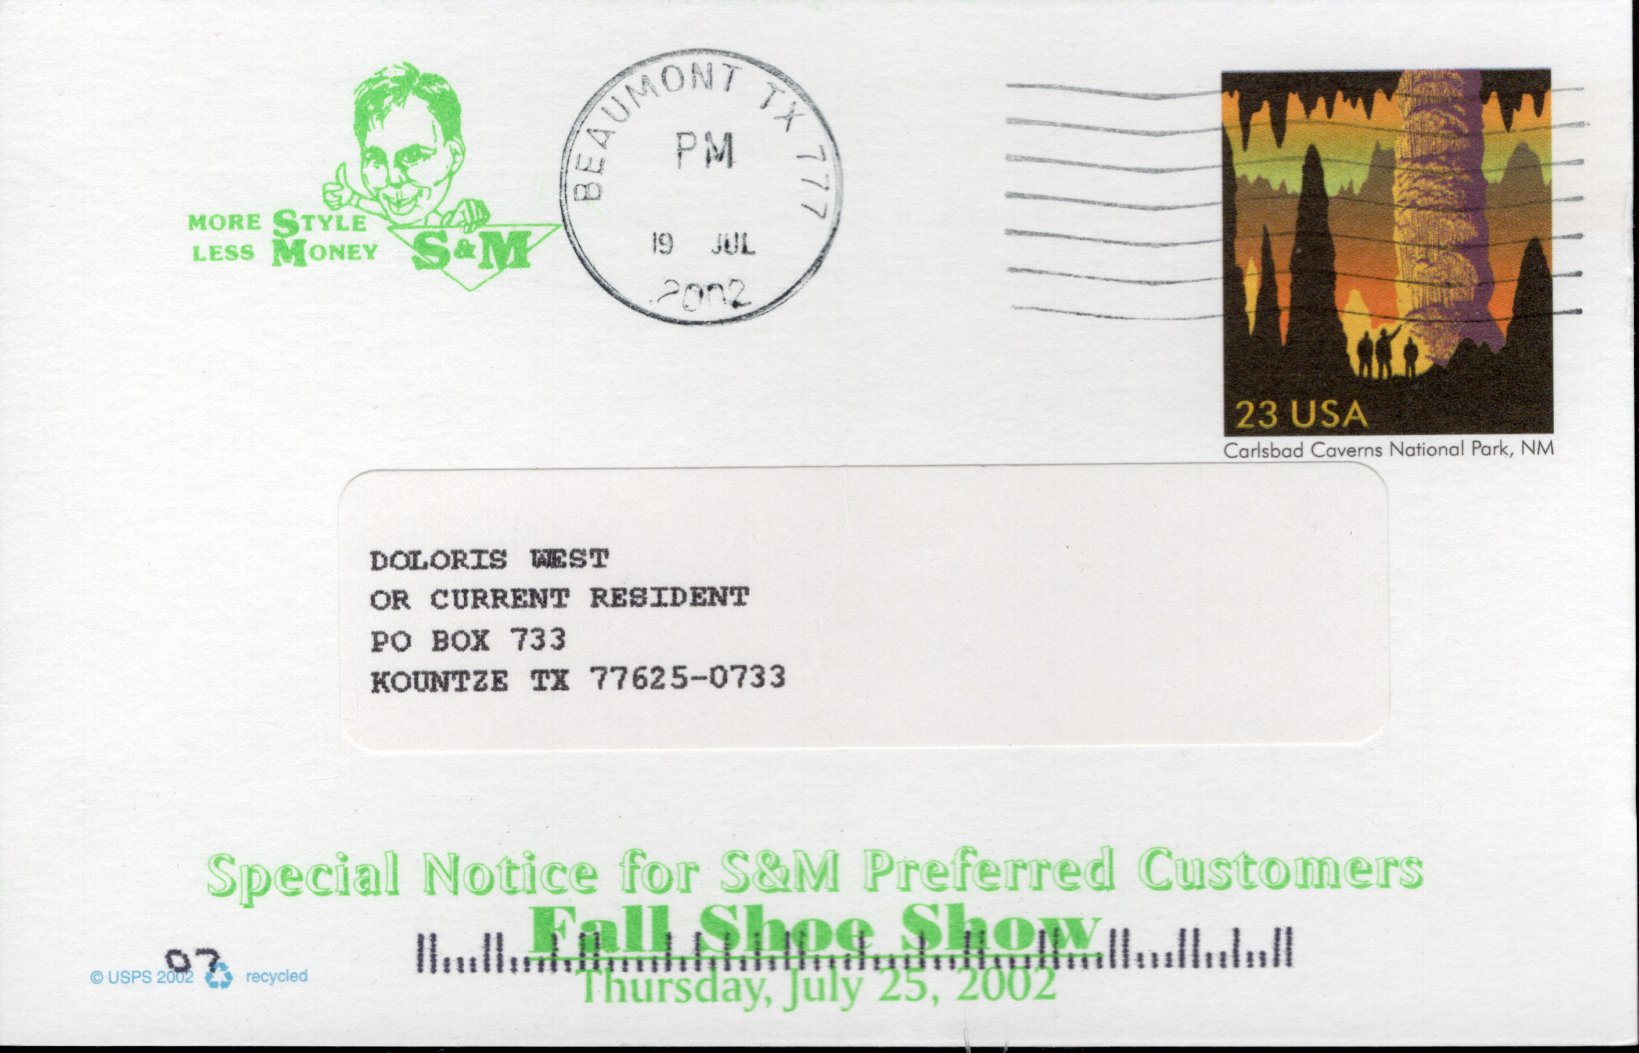 MORE STYLE
LESS MONEY
S&M
BEAUMONT TX 777
PM
19 JUL
2002
23 USA
Carlsbad Caverns National Park, NM
DOLORIS WEST
OR CURRENT RESIDENT
PO BOX 733
KOUNTZE TX 77625-0733
Special Notice for S&M Preferred Customers
Fall Shoe Show
Thursday, July 25, 2002
07
© USPS 2002 recycled